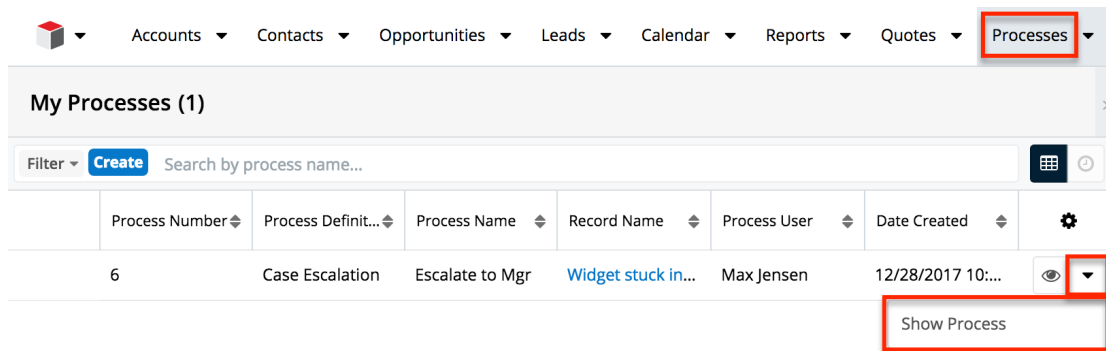 Accounts Contacts Opportunities Leads Calendar Reports Quotes Processes
My Processes (1)
Filter Create Search by process name...
Process Number Process Definit... Process Name Record Name Process User Date Created
6 Case Escalation Escalate to Mgr Widget stuck in... Max Jensen 12/28/2017 10:...
Show Process